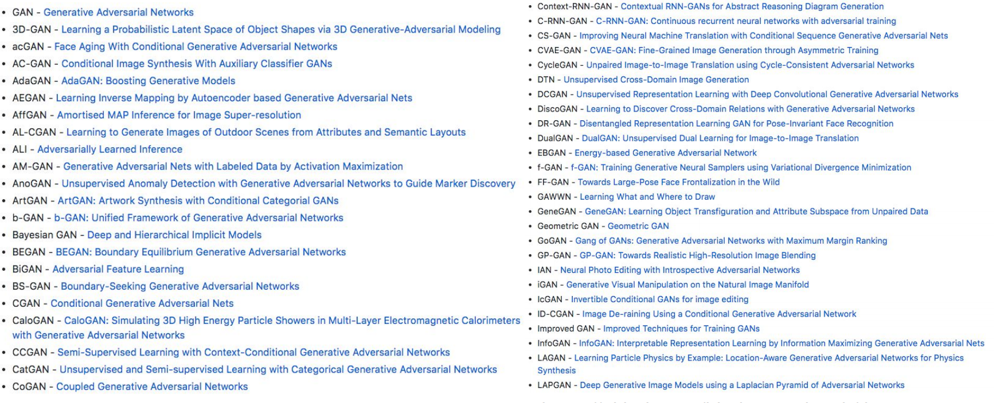 • GAN - Generative Adversarial Networks
• 3D-GAN - Learning a Probabilistic Latent Space of Object Shapes via 3D Generative-Adversarial Modeling
• acGAN - Face Aging With Conditional Generative Adversarial Networks
• AC-GAN - Conditional Image Synthesis With Auxiliary Classifier GANs
• AdaGAN - AdaGAN: Boosting Generative Models
• AEGAN - Learning Inverse Mapping by Autoencoder based Generative Adversarial Nets
• AffGAN - Amortised MAP Inference for Image Super-resolution
• AL-CGAN - Learning to Generate Images of Outdoor Scenes from Attributes and Semantic Layouts
• ALI - Adversarially Learned Inference
• AM-GAN - Generative Adversarial Nets with Labeled Data by Activation Maximization
• AnoGAN - Unsupervised Anomaly Detection with Generative Adversarial Networks to Guide Marker Discovery
• ArtGAN - ArtGAN: Artwork Synthesis with Conditional Categorial GANs
• b-GAN - b-GAN: Unified Framework of Generative Adversarial Networks
• Bayesian GAN - Deep and Hierarchical Implicit Models
• BEGAN - BEGAN: Boundary Equilibrium Generative Adversarial Networks
• BiGAN - Adversarial Feature Learning
• BS-GAN - Boundary-Seeking Generative Adversarial Networks
• CGAN - Conditional Generative Adversarial Nets
• CaloGAN - CaloGAN: Simulating 3D High Energy Particle Showers in Multi-Layer Electromagnetic Calorimeters
with Generative Adversarial Networks
• CCGAN - Semi-Supervised Learning with Context-Conditional Generative Adversarial Networks
• CatGAN - Unsupervised and Semi-supervised Learning with Categorical Generative Adversarial Networks
• CoGAN - Coupled Generative Adversarial Networks
• Context-RNN-GAN - Contextual RNN-GANs for Abstract Reasoning Diagram Generation
• C-RNN-GAN - C-RNN-GAN: Continuous recurrent neural networks with adversarial training
• CS-GAN - Improving Neural Machine Translation with Conditional Sequence Generative Adversarial Nets
• CVAE-GAN - CVAE-GAN: Fine-Grained Image Generation through Asymmetric Training
• CycleGAN - Unpaired Image-to-Image Translation using Cycle-Consistent Adversarial Networks
• DTN - Unsupervised Cross-Domain Image Generation
• DCGAN - Unsupervised Representation Learning with Deep Convolutional Generative Adversarial Networks
• DiscoGAN - Learning to Discover Cross-Domain Relations with Generative Adversarial Networks
• DR-GAN - Disentangled Representation Learning GAN for Pose-Invariant Face Recognition
• DualGAN - DualGAN: Unsupervised Dual Learning for Image-to-Image Translation
• EBGAN - Energy-based Generative Adversarial Network
• f-GAN - f-GAN: Training Generative Neural Samplers using Variational Divergence Minimization
• FF-GAN - Towards Large-Pose Face Frontalization in the Wild
• GAWWN - Learning What and Where to Draw
• GeneGAN - GeneGAN: Learning Object Transfiguration and Attribute Subspace from Unpaired Data
• Geometric GAN - Geometric GAN
• GoGAN - Gang of GANs: Generative Adversarial Networks with Maximum Margin Ranking
• GP-GAN - GP-GAN: Towards Realistic High-Resolution Image Blending
• IAN - Neural Photo Editing with Introspective Adversarial Networks
• iGAN - Generative Visual Manipulation on the Natural Image Manifold
• IcGAN - Invertible Conditional GANs for image editing
• ID-CGAN - Image De-raining Using a Conditional Generative Adversarial Network
• Improved GAN - Improved Techniques for Training GANs
• InfoGAN - InfoGAN: Interpretable Representation Learning by Information Maximizing Generative Adversarial Nets
• LAGAN - Learning Particle Physics by Example: Location-Aware Generative Adversarial Networks for Physics
Synthesis
• LAPGAN - Deep Generative Image Models using a Laplacian Pyramid of Adversarial Networks